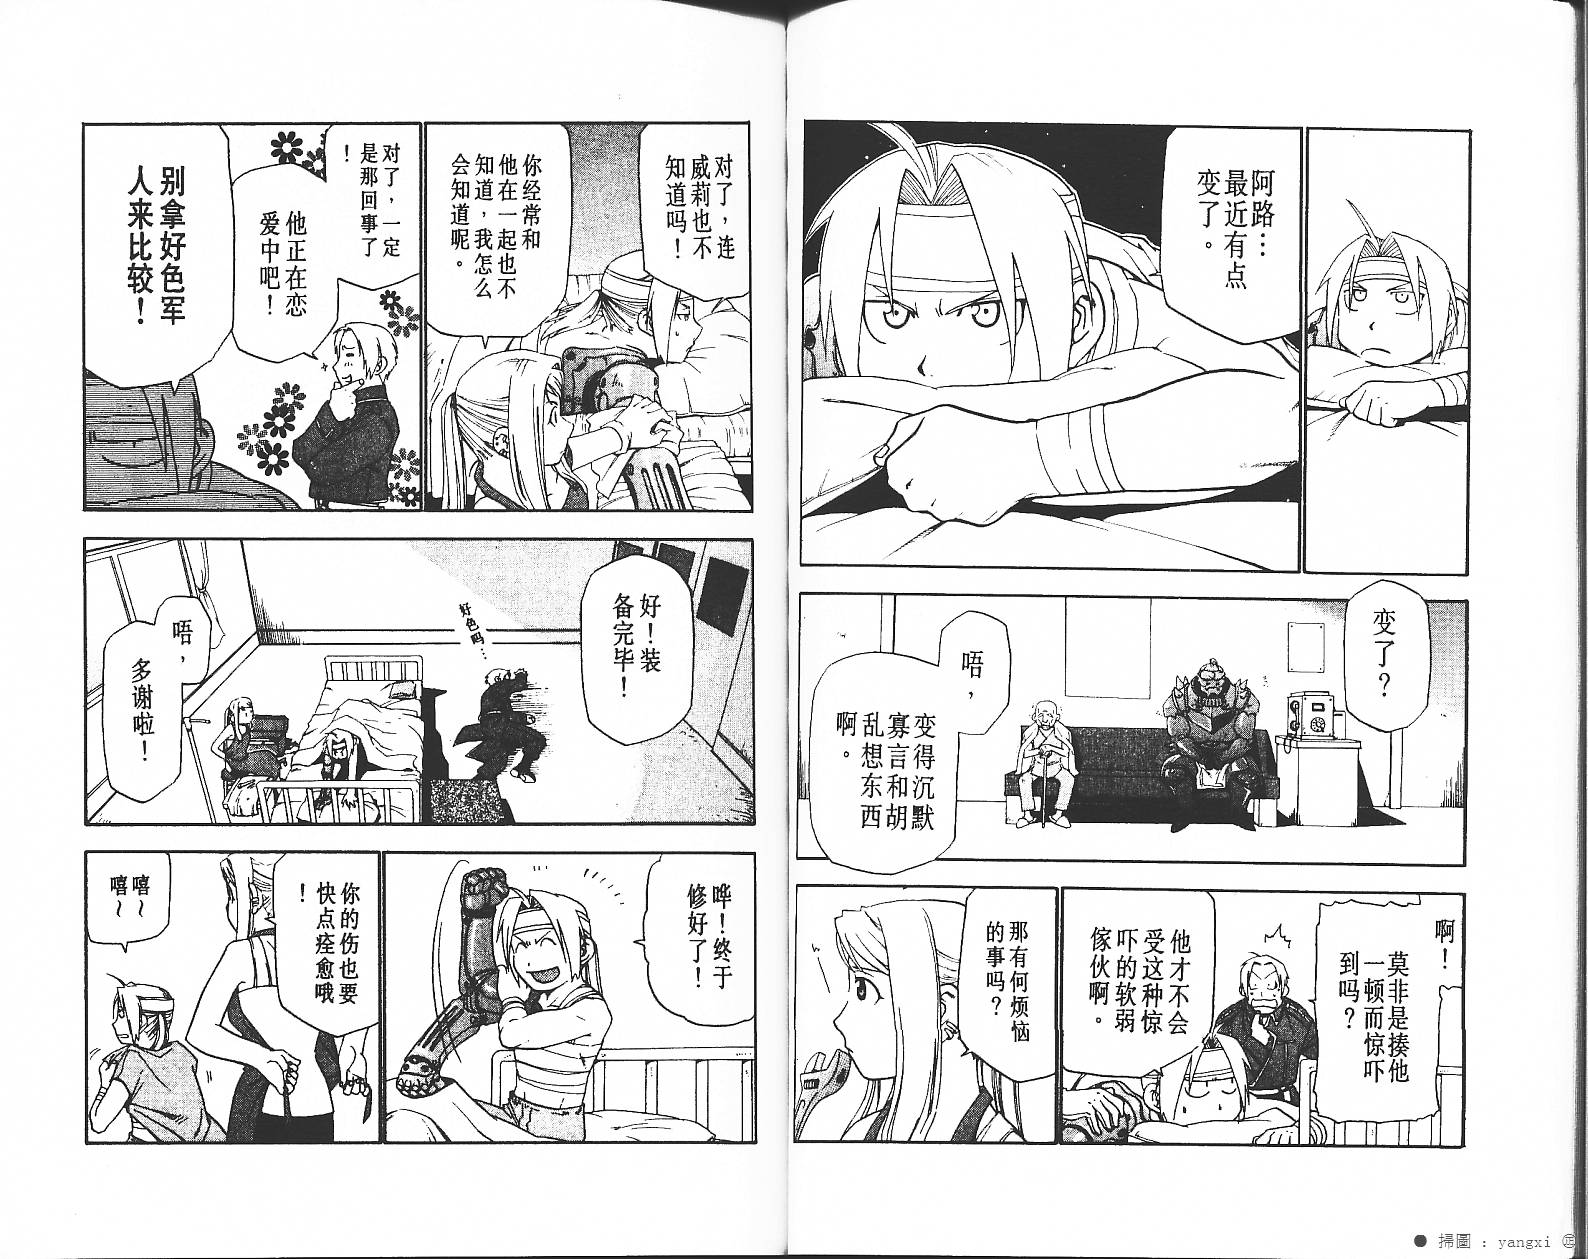 阿路…
最近有点
变了。
变了？
唔，
变得沉默
寡言和胡
乱想东西
啊。
啊！
莫非是揍他
一顿而惊吓
到吗？
他才不会
受这种惊
吓的软弱
傢伙啊。
那有何烦恼
的事吗？
对了，连
威莉也不
知道吗！
你经常和
他在一起也不
知道，我怎么
会知道呢。
对了，一定
是那回事了
！
他正在恋
爱中吧！
别拿好色军
人来比较！
好！装
备完毕！
好色吗…
唔，
多谢啦！
哗！终于
修好了！
你的伤也要
快点痊愈哦
！
嘻～
嘻～
● 掃圖 : yangxi ㊣